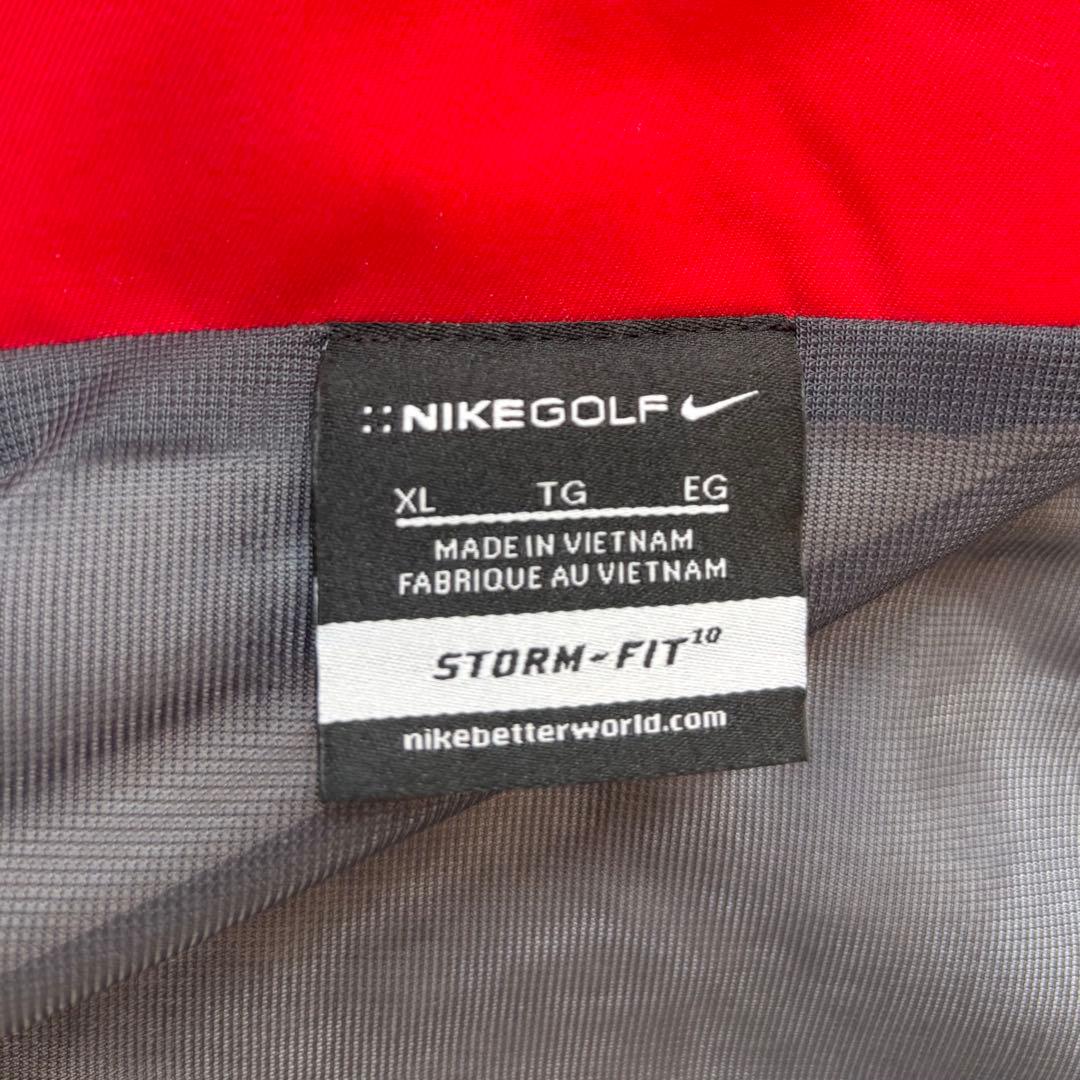 NIKEGOLF
XL TG EG
MADE IN VIETNAM
FABRIQUE AU VIETNAM
STORM-FIT¹⁰
nikebetterworld.com